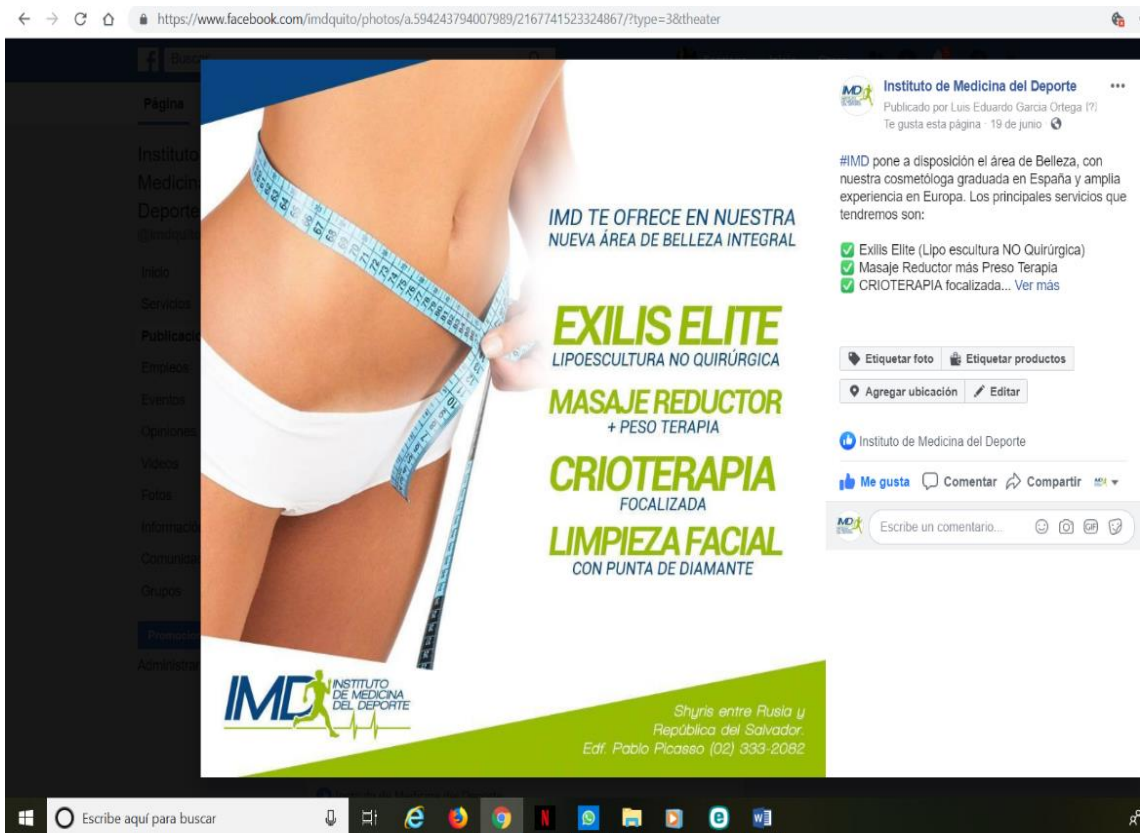 https://www.facebook.com/imdquito/photos/a.594243794007989/2167741523324867/?type=3&theater
Buscar
Página
Instituto
Medicina
Deporte
Inicio
Servicios
Empleos
Eventos
Opiniones
Videos
Fotos
Grupos
IMD TE OFRECE EN NUESTRA
NUEVA ÁREA DE BELLEZA INTEGRAL
EXILIS ELITE
LIPOESCULTURA NO QUIRÚRGICA
MASAJE REDUCTOR
+ PESO TERAPIA
CRIOTERAPIA
FOCALIZADA
LIMPIEZA FACIAL
CON PUNTA DE DIAMANTE
IMD INSTITUTO
DE MEDICINA
DEL DEPORTE
Shyris entre Rusia y
República del Salvador.
Edf. Pablo Picasso (02) 333-2082
Instituto de Medicina del Deporte
Publicado por Luis Eduardo Garcia Ortega [?]
Te gusta esta página · 19 de junio
#IMD pone a disposición el área de Belleza, con
nuestra cosmetóloga graduada en España y amplia
experiencia en Europa. Los principales servicios que
tendremos son:
✅ Exilis Elite (Lipo escultura NO Quirúrgica)
✅ Masaje Reductor más Preso Terapia
✅ CRIOTERAPIA focalizada... Ver más
Etiquetar foto Etiquetar productos
Agregar ubicación Editar
Instituto de Medicina del Deporte
Me gusta Comentar Compartir
Escribe un comentario... GIF
Escribe aquí para buscar